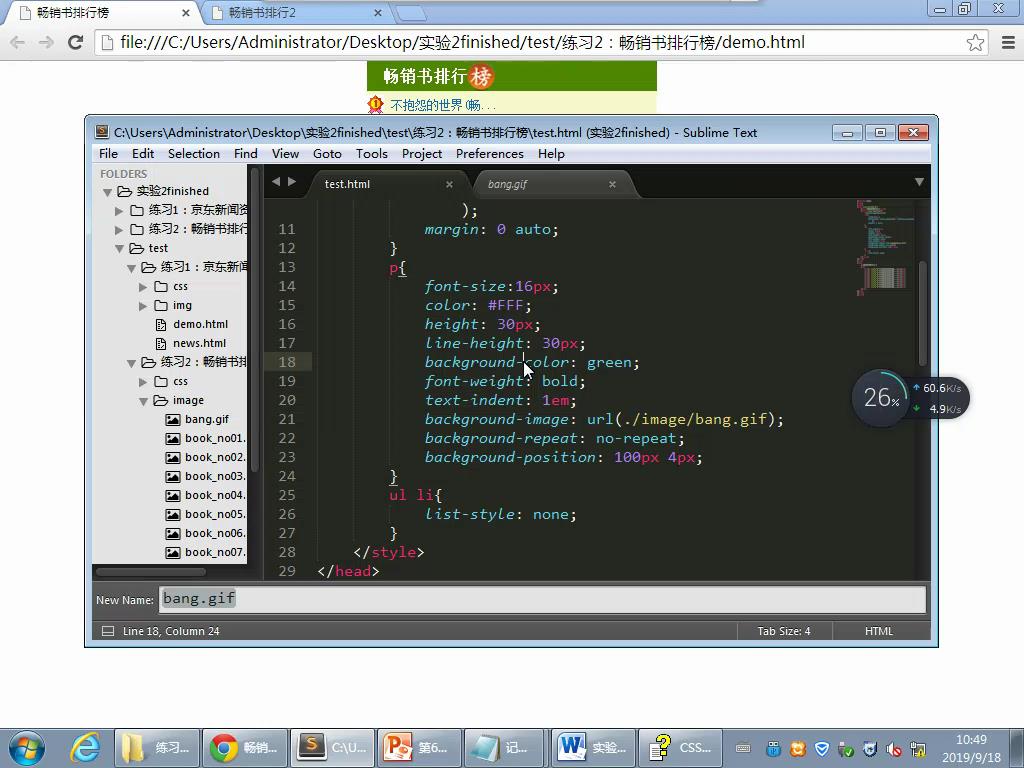 畅销书排行榜
畅销书排行2
file:///C:/Users/Administrator/Desktop/实验2finished/test/练习2：畅销书排行榜/demo.html
畅销书排行榜
1 不抱怨的世界(畅...
C:\Users\Administrator\Desktop\实验2finished\test\练习2：畅销书排行榜\test.html (实验2finished) - Sublime Text
File Edit Selection Find View Goto Tools Project Preferences Help
FOLDERS
实验2finished
练习1：京东新闻资
练习2：畅销书排行
test
练习1：京东新闻
css
img
demo.html
news.html
练习2：畅销书排
css
image
bang.gif
book_no01.
book_no02.
book_no03.
book_no04.
book_no05.
book_no06.
book_no07.
test.html
bang.gif
);
11 margin: 0 auto;
12 }
13 p{
14 font-size:16px;
15 color: #FFF;
16 height: 30px;
17 line-height: 30px;
18 background-color: green;
19 font-weight: bold;
20 text-indent: 1em;
21 background-image: url(./image/bang.gif);
22 background-repeat: no-repeat;
23 background-position: 100px 4px;
24 }
25 ul li{
26 list-style: none;
27 }
28 </style>
29 </head>
26%
60.6K/s
4.9K/s
New Name: bang.gif
Line 18, Column 24
Tab Size: 4
HTML
练习...
畅销...
C:\U...
第6...
记...
实验...
CSS...
10:49
2019/9/18